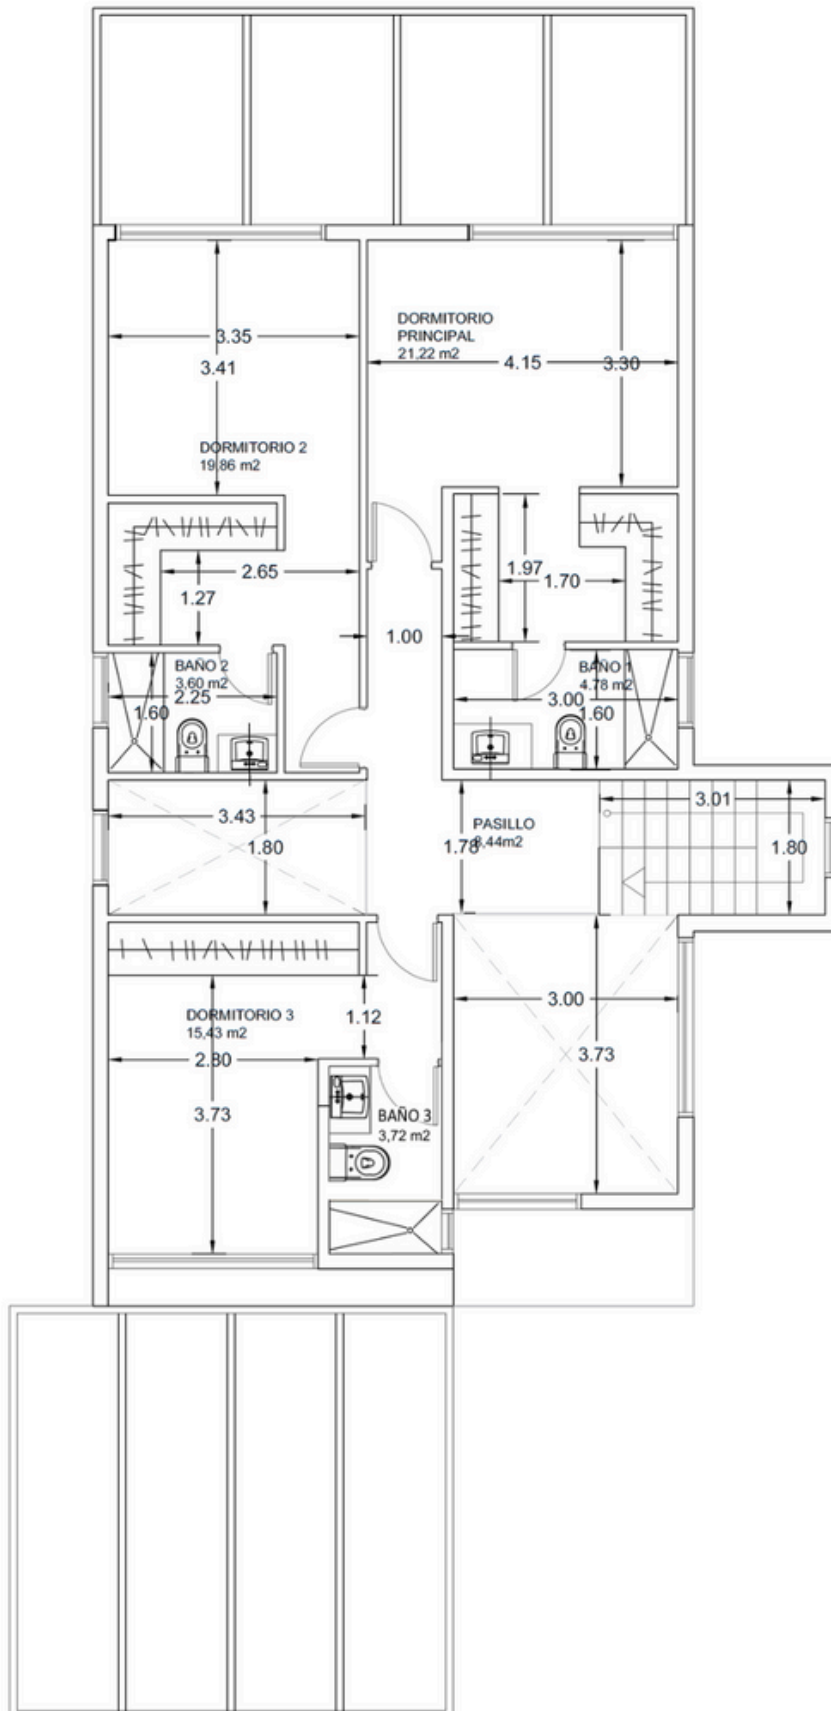 DORMITORIO
PRINCIPAL
21,22 m2
3.35
3.41
4.15
3.30
DORMITORIO 2
19,86 m2
2.65
1.27
1.97
1.70
1.00
BAÑO 2
3,60 m2
2.25
1.60
BAÑO 1
4.78 m2
3.00
1.60
3.43
1.80
PASILLO
8,44m2
1.78
3.01
1.80
DORMITORIO 3
15,43 m2
2.80
3.73
1.12
3.00
3.73
BAÑO 3
3,72 m2